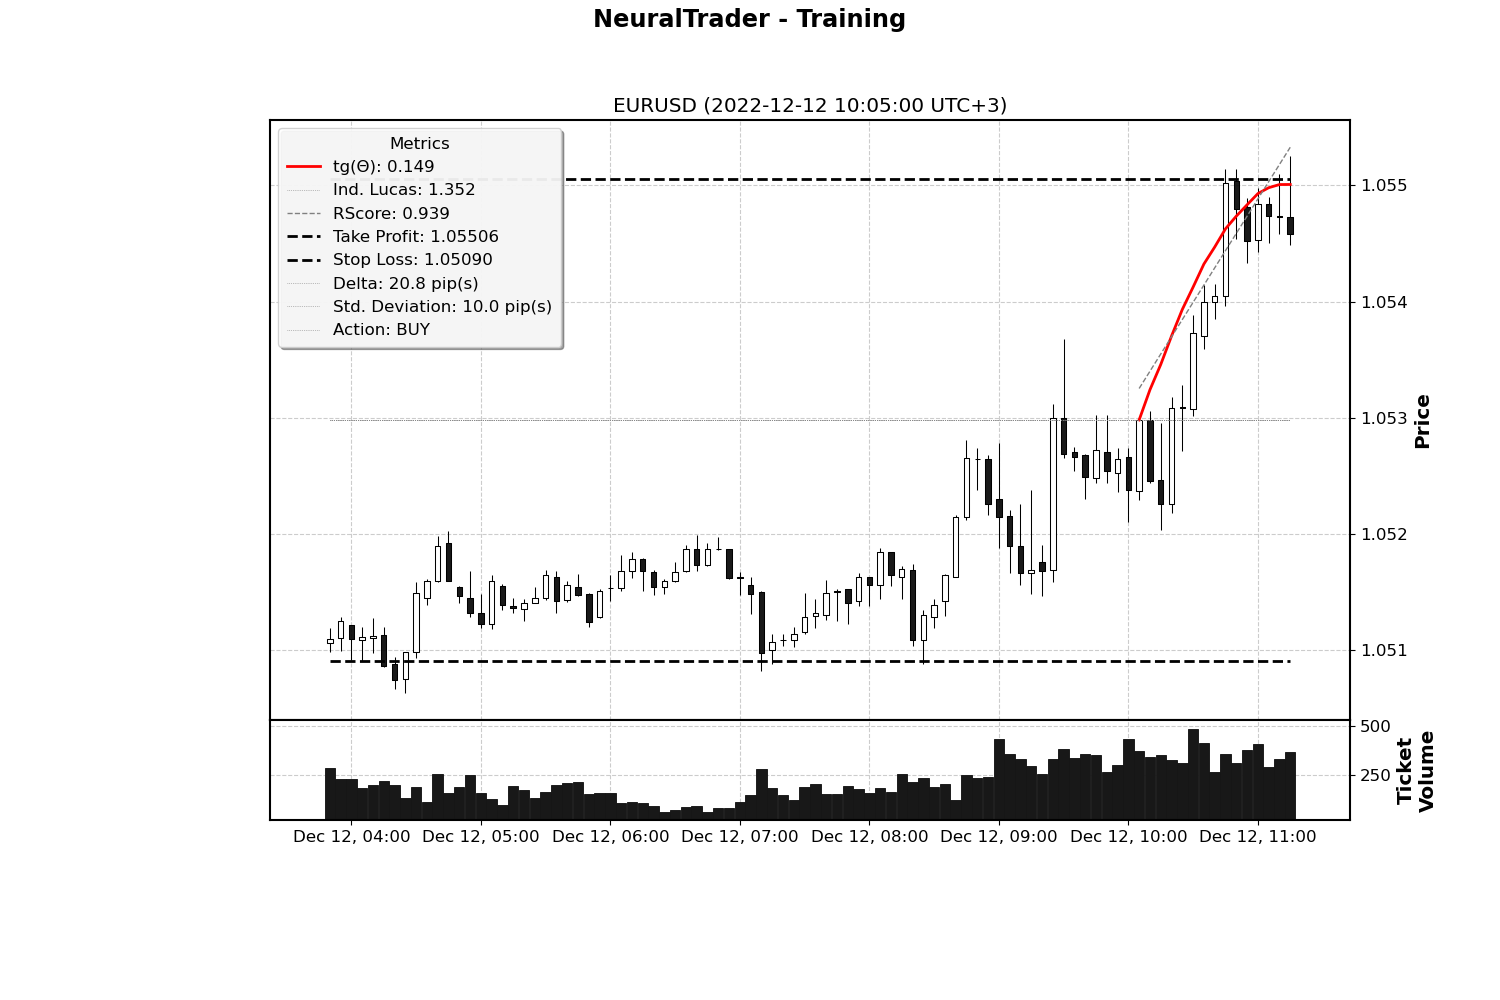 NeuralTrader - Training
EURUSD (2022-12-12 10:05:00 UTC+3)
Metrics
tg(Θ): 0.149
Ind. Lucas: 1.352
RScore: 0.939
Take Profit: 1.05506
Stop Loss: 1.05090
Delta: 20.8 pip(s)
Std. Deviation: 10.0 pip(s)
Action: BUY
1.055
1.054
1.053
1.052
1.051
Price
500
250
Ticket
Volume
Dec 12, 04:00
Dec 12, 05:00
Dec 12, 06:00
Dec 12, 07:00
Dec 12, 08:00
Dec 12, 09:00
Dec 12, 10:00
Dec 12, 11:00